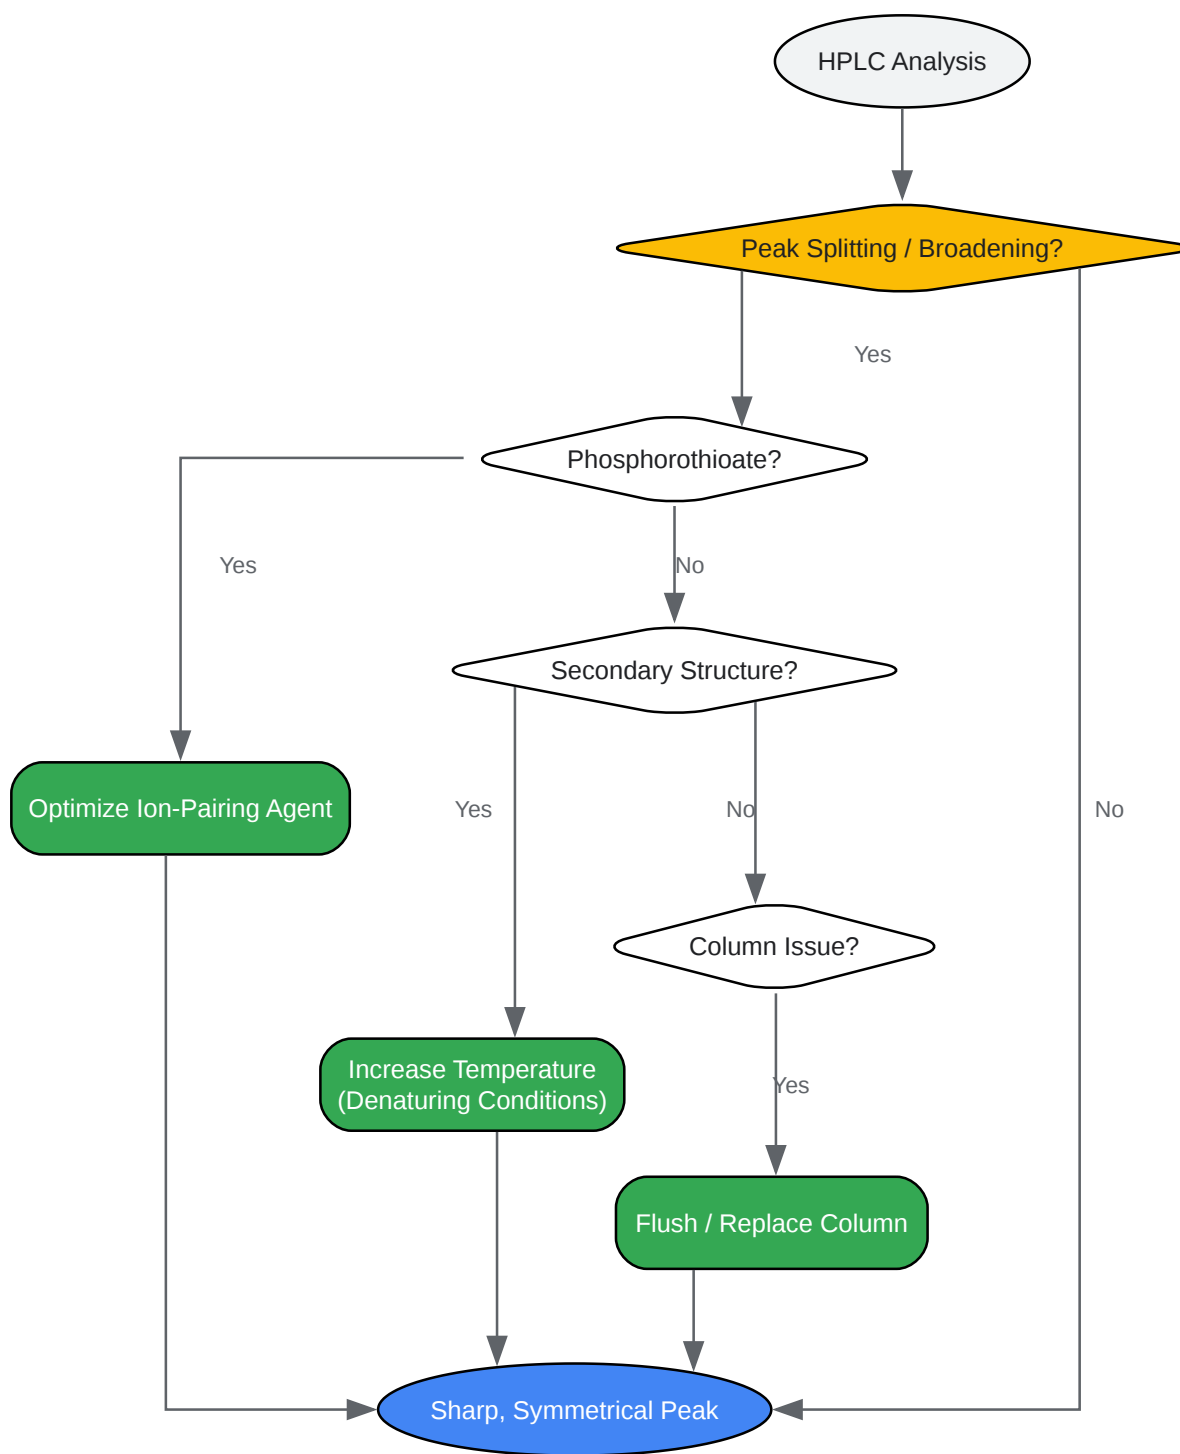 HPLC Analysis
Peak Splitting / Broadening?
Yes
Phosphorothioate?
Yes
No
Secondary Structure?
Optimize Ion-Pairing Agent
Yes
No
No
Column Issue?
Increase Temperature
(Denaturing Conditions)
Yes
Flush / Replace Column
Sharp, Symmetrical Peak